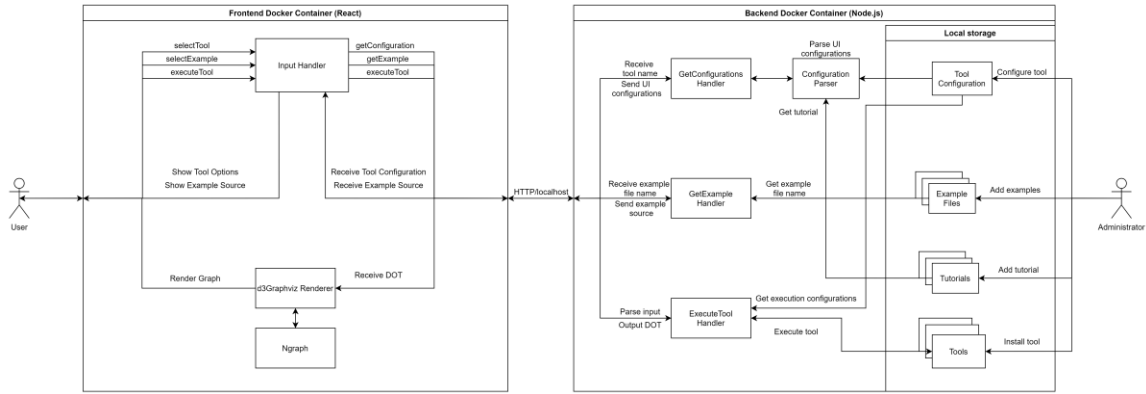 Frontend Docker Container (React)
selectTool
selectExample
executeTool
Input Handler
getConfiguration
getExample
executeTool
Show Tool Options
Show Example Source
Receive Tool Configuration
Receive Example Source
User
Render Graph
d3Graphviz Renderer
Receive DOT
Ngraph
HTTP/localhost
Backend Docker Container (Node.js)
Local storage
Receive
tool name
Send UI
configurations
GetConfigurations
Handler
Parse UI
configurations
Configuration
Parser
Tool
Configuration
Configure tool
Get tutorial
Receive example
file name
Send example
source
GetExample
Handler
Get example
file name
Example
Files
Add examples
Administrator
Tutorials
Add tutorial
Get execution configurations
Parse input
Output DOT
ExecuteTool
Handler
Execute tool
Tools
Install tool